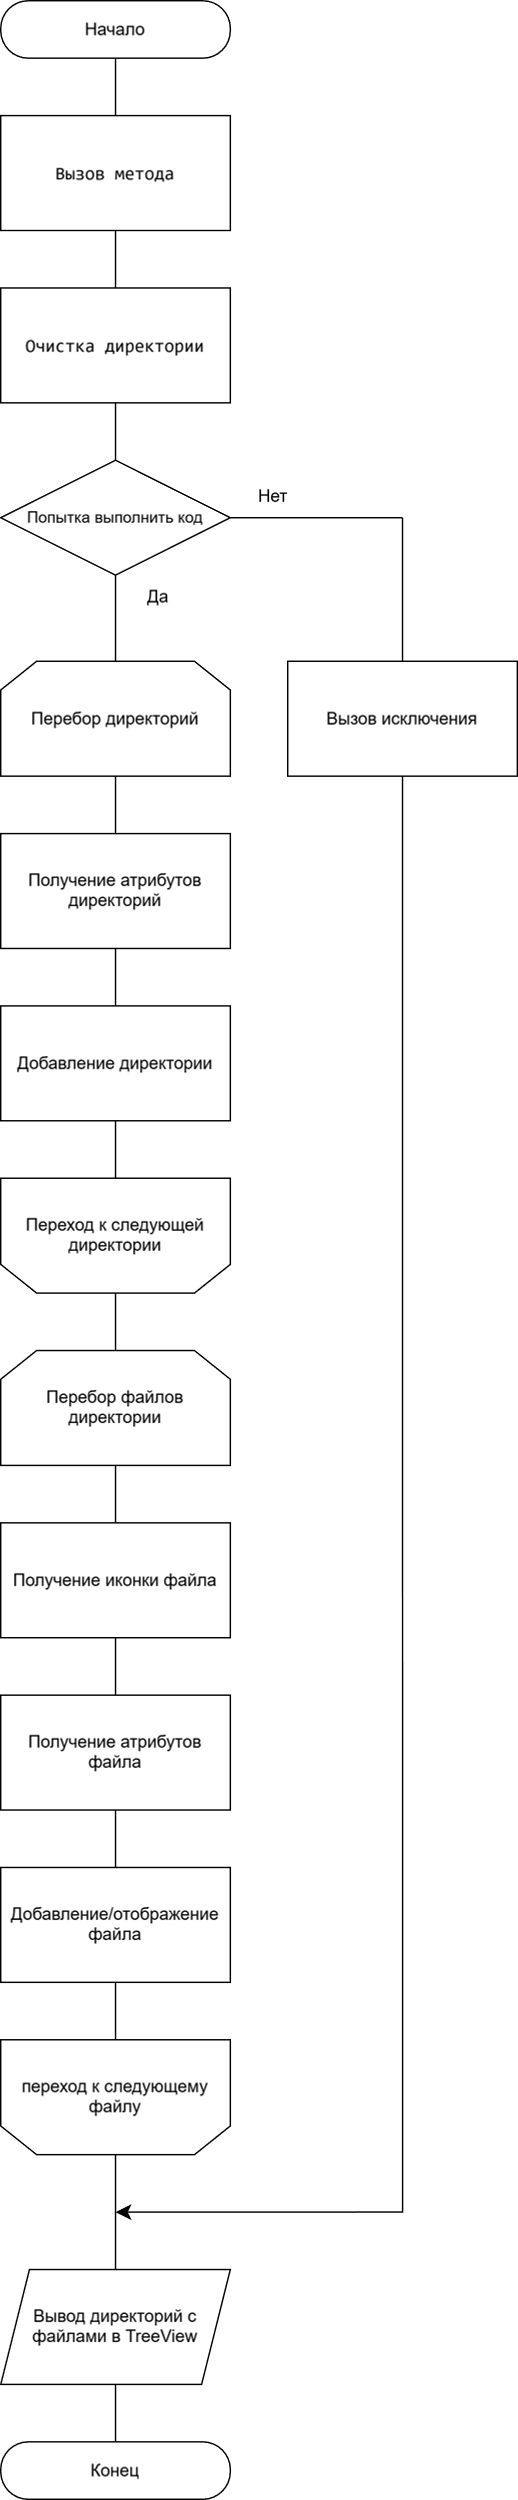 Начало
Вызов метода
Очистка директории
Попытка выполнить код
Нет
Да
Перебор директорий
Вызов исключения
Получение атрибутов
директорий
Добавление директории
Переход к следующей
директории
Перебор файлов
директории
Получение иконки файла
Получение атрибутов
файла
Добавление/отображение
файла
переход к следующему
файлу
Вывод директорий с
файлами в TreeView
Конец